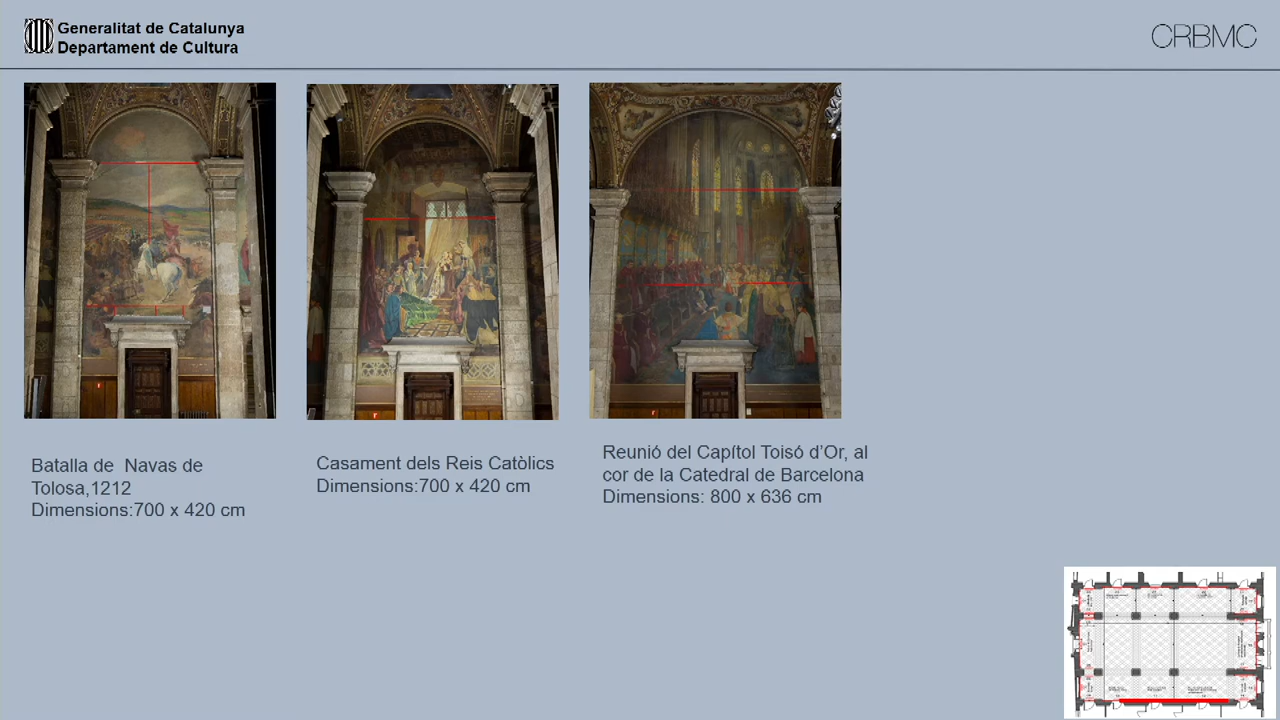 Generalitat de Catalunya
Departament de Cultura
CRBMC
Batalla de Navas de
Tolosa,1212
Dimensions:700 x 420 cm
Casament dels Reis Catòlics
Dimensions:700 x 420 cm
Reunió del Capítol Toisó d'Or, al
cor de la Catedral de Barcelona
Dimensions: 800 x 636 cm